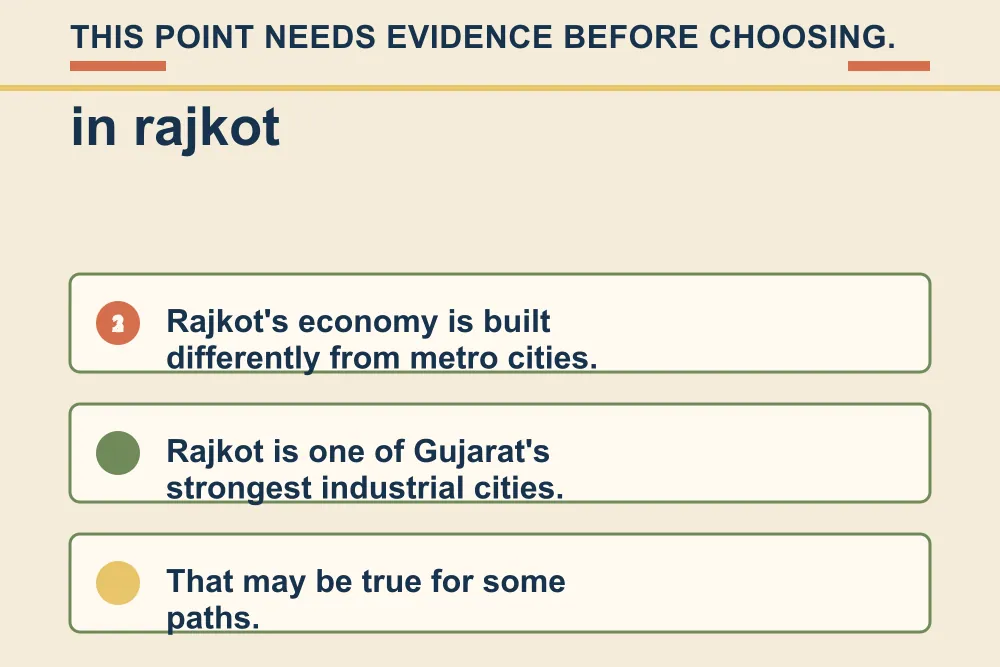 THIS POINT NEEDS EVIDENCE BEFORE CHOOSING.
in rajkot
Rajkot's economy is built
differently from metro cities.
Rajkot is one of Gujarat's
strongest industrial cities.
That may be true for some
paths.